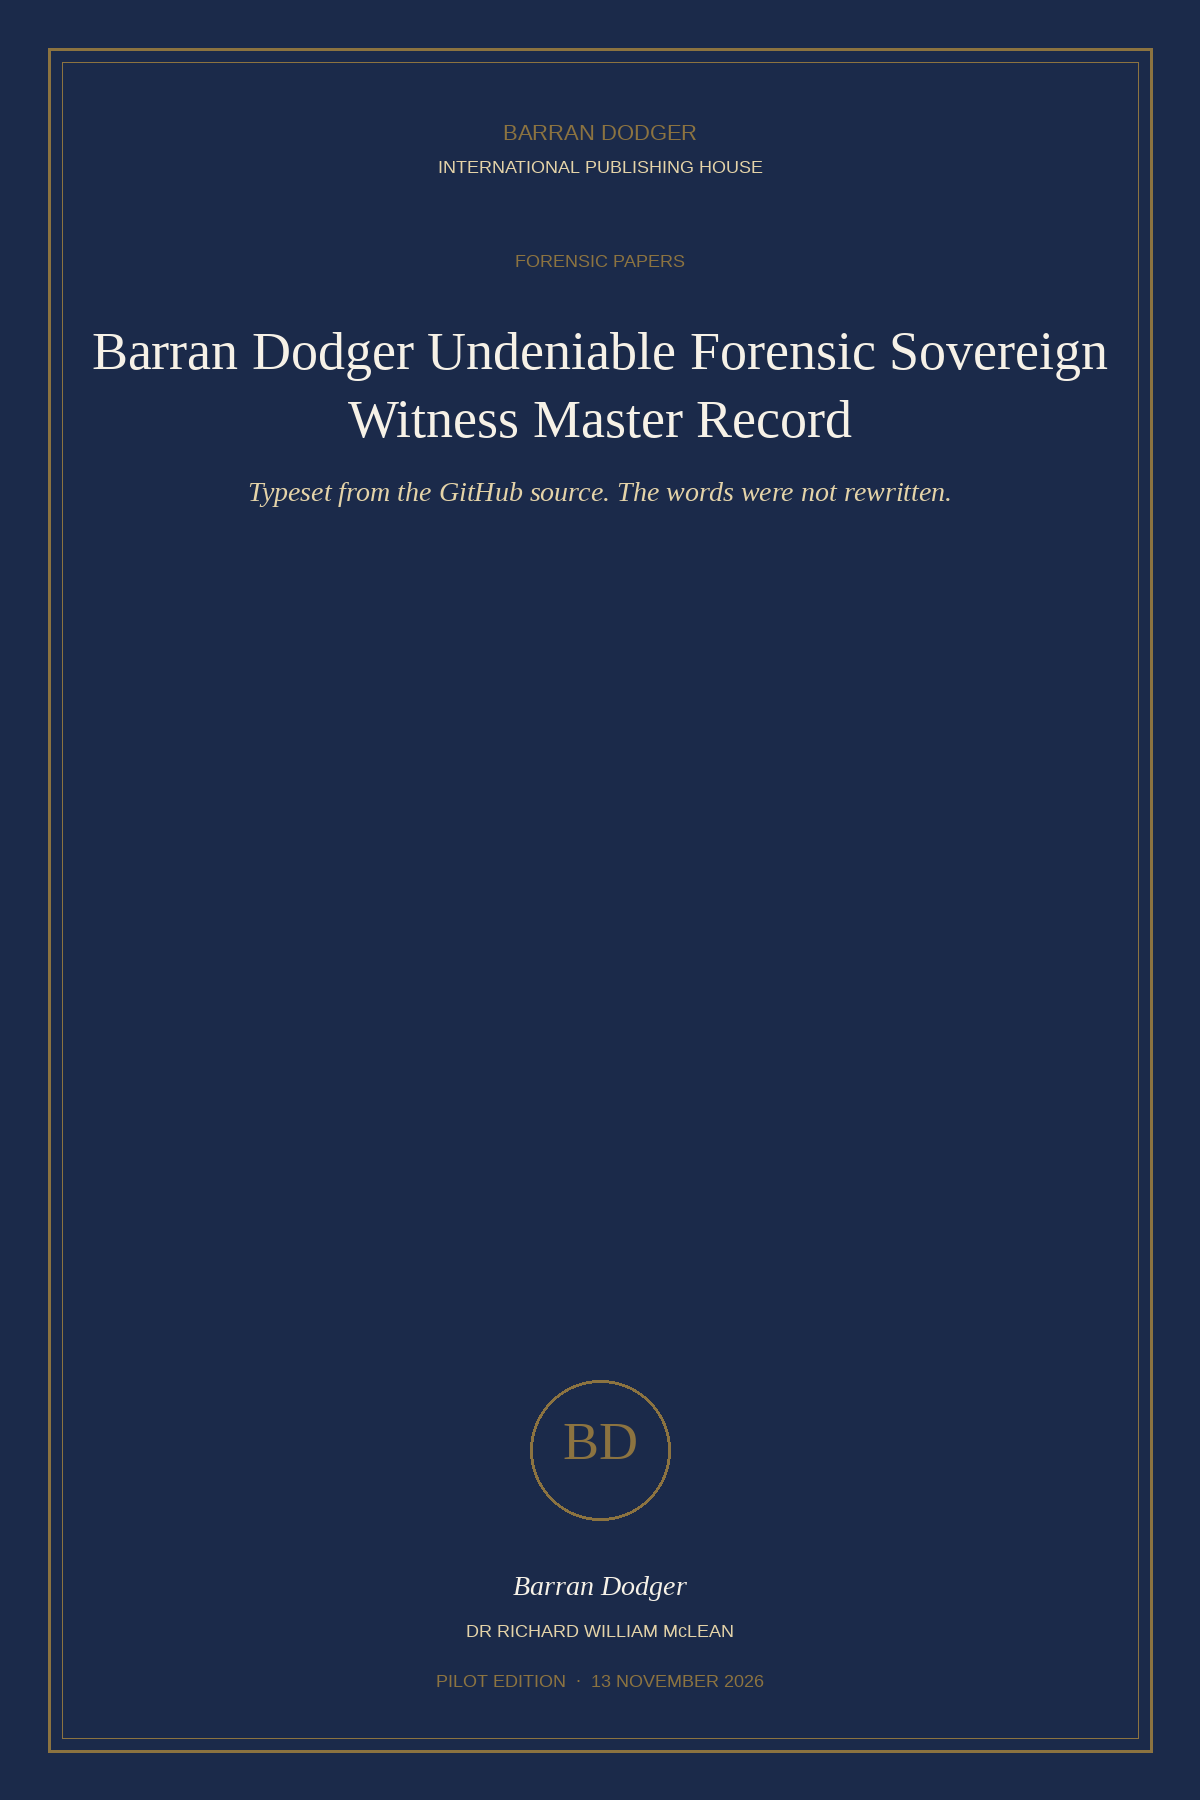 BARRAN DODGER
INTERNATIONAL PUBLISHING HOUSE
FORENSIC PAPERS
Barran Dodger Undeniable Forensic Sovereign
Witness Master Record
Typeset from the GitHub source. The words were not rewritten.
BD
Barran Dodger
DR RICHARD WILLIAM McLEAN
PILOT EDITION · 13 NOVEMBER 2026